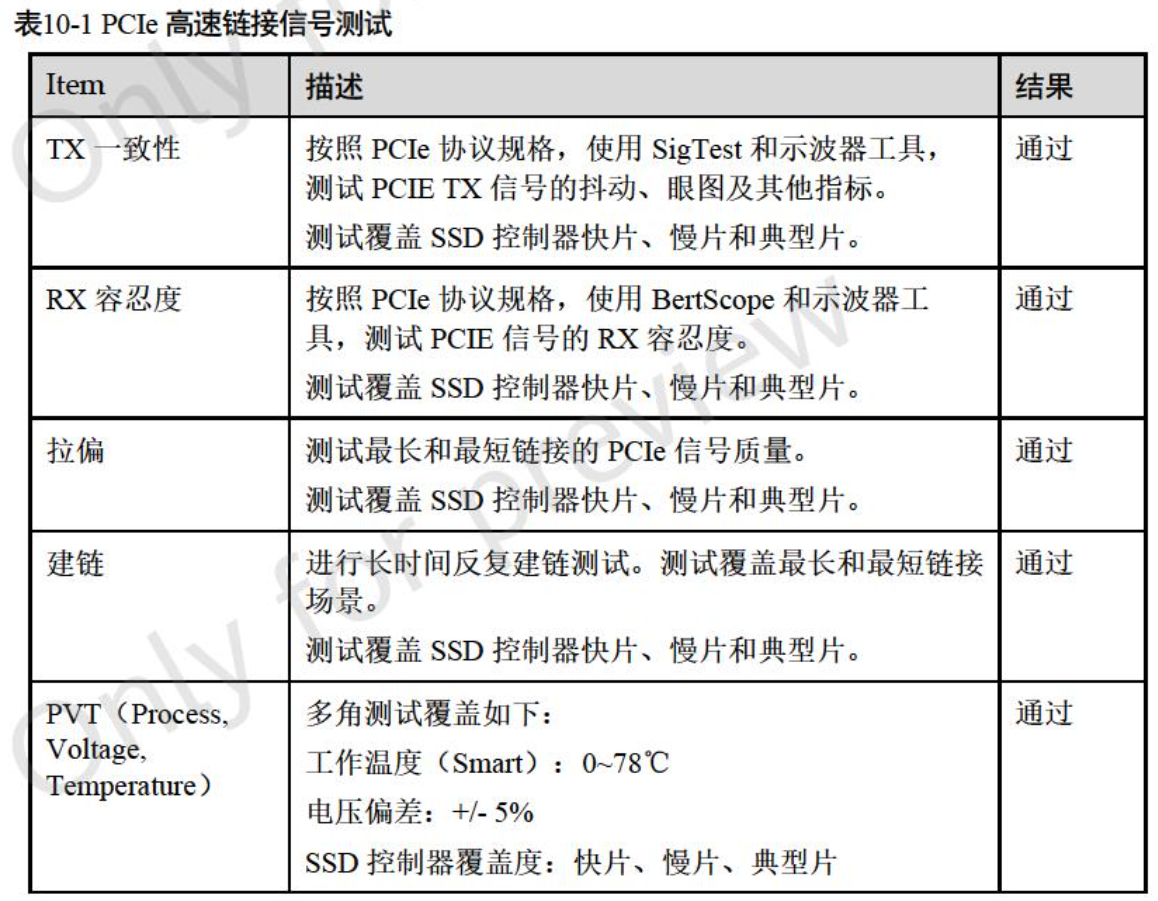 表10-1 PCIe 高速链接信号测试
Item
描述
结果
TX 一致性
按照 PCIe 协议规格，使用 SigTest 和示波器工具，
测试 PCIE TX 信号的抖动、眼图及其他指标。
测试覆盖 SSD 控制器快片、慢片和典型片。
通过
RX 容忍度
按照 PCIe 协议规格，使用 BertScope 和示波器工
具，测试 PCIE 信号的 RX 容忍度。
测试覆盖 SSD 控制器快片、慢片和典型片。
通过
拉偏
测试最长和最短链接的 PCIe 信号质量。
测试覆盖 SSD 控制器快片、慢片和典型片。
通过
建链
进行长时间反复建链测试。测试覆盖最长和最短链接
场景。
测试覆盖 SSD 控制器快片、慢片和典型片。
通过
PVT（Process,
Voltage,
Temperature）
多角测试覆盖如下：
工作温度（Smart）：0~78℃
电压偏差：+/- 5%
SSD 控制器覆盖度：快片、慢片、典型片
通过
Only for
Only for preview